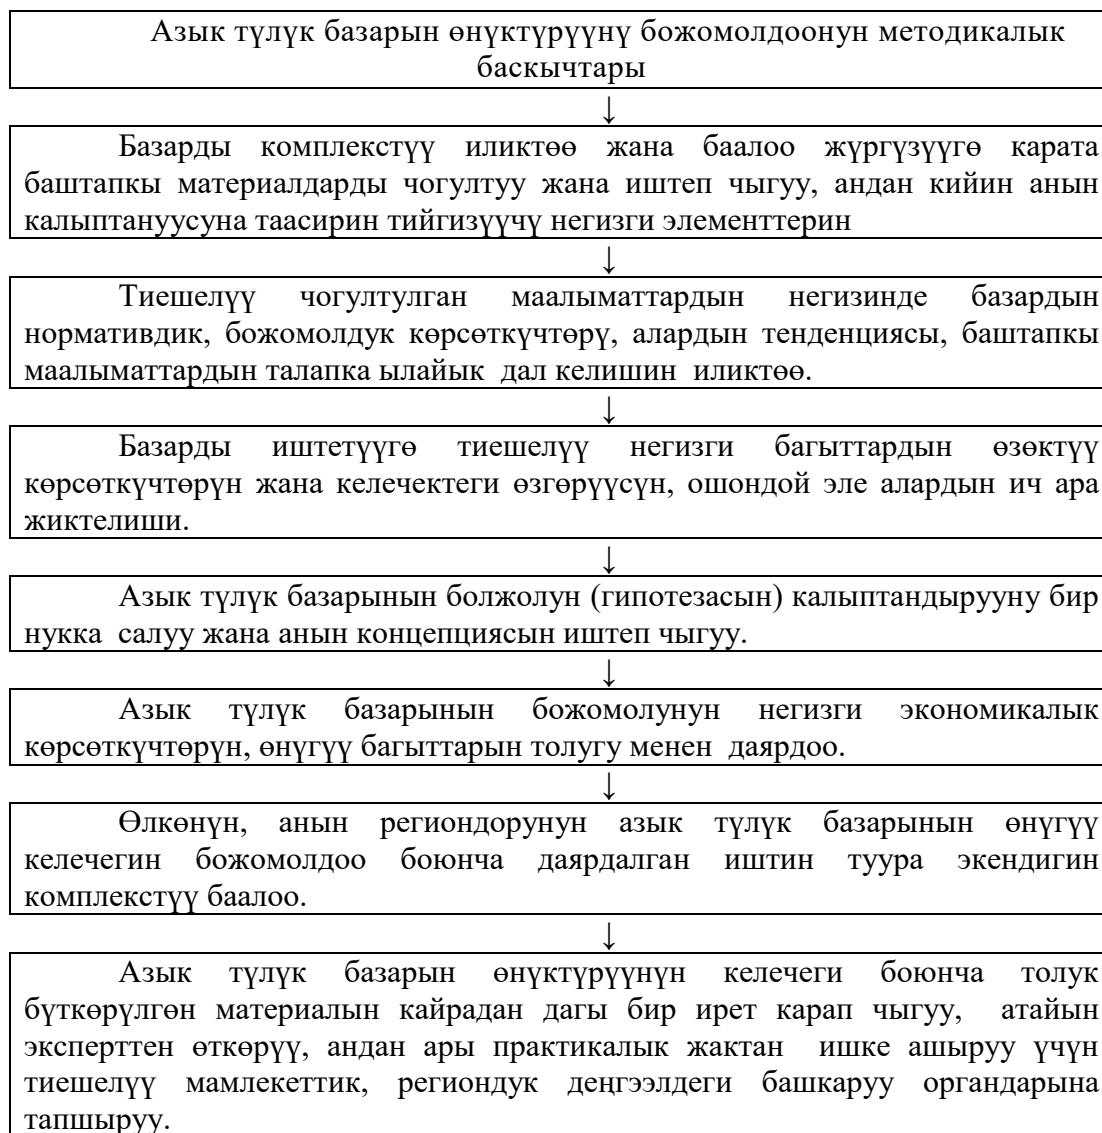 Азык түлүк базарын өнүктүрүүнү божомолдоонун методикалык
баскычтары
↓
Базарды комплекстүү иликтөө жана баалоо жүргүзүүгө карата
баштапкы материалдарды чогултуу жана иштеп чыгуу, андан кийин анын
калыптануусуна таасирин тийгизүүчү негизги элементтерин
↓
Тиешелүү чогултулган маалыматтардын негизинде базардын
нормативдик, божомолдук көрсөткүчтөрү, алардын тенденциясы, баштапкы
маалыматтардын талапка ылайык дал келишин иликтөө.
↓
Базарды иштетүүгө тиешелүү негизги багыттардын өзөктүү
көрсөткүчтөрүн жана келечектеги өзгөрүүсүн, ошондой эле алардын ич ара
жиктелиши.
↓
Азык түлүк базарынын болжолун (гипотезасын) калыптандырууну бир
нукка салуу жана анын концепциясын иштеп чыгуу.
↓
Азык түлүк базарынын божомолунун негизги экономикалык
көрсөткүчтөрүн, өнүгүү багыттарын толугу менен даярдоо.
↓
Өлкөнүн, анын региондорунун азык түлүк базарынын өнүгүү
келечегин божомолдоо боюнча даярдалган иштин туура экендигин
комплекстүү баалоо.
↓
Азык түлүк базарын өнүктүрүүнүн келечеги боюнча толук
бүткөрүлгөн материалын кайрадан дагы бир ирет карап чыгуу, атайын
эксперттен өткөрүү, андан ары практикалык жактан ишке ашыруу үчүн
тиешелүү мамлекеттик, региондук деңгээлдеги башкаруу органдарына
тапшыруу.